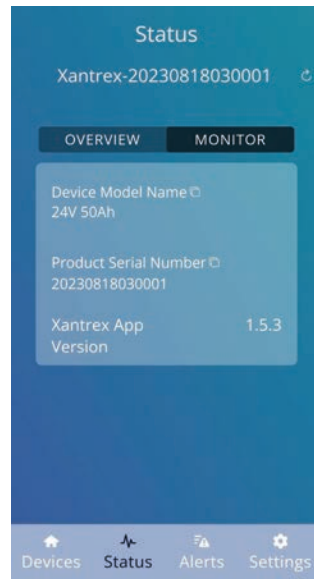 Status
Xantrex-20230818030001
OVERVIEW MONITOR
Device Model Name
24V 50Ah
Product Serial Number
20230818030001
Xantrex App 1.5.3
Version
Devices Status Alerts Settings